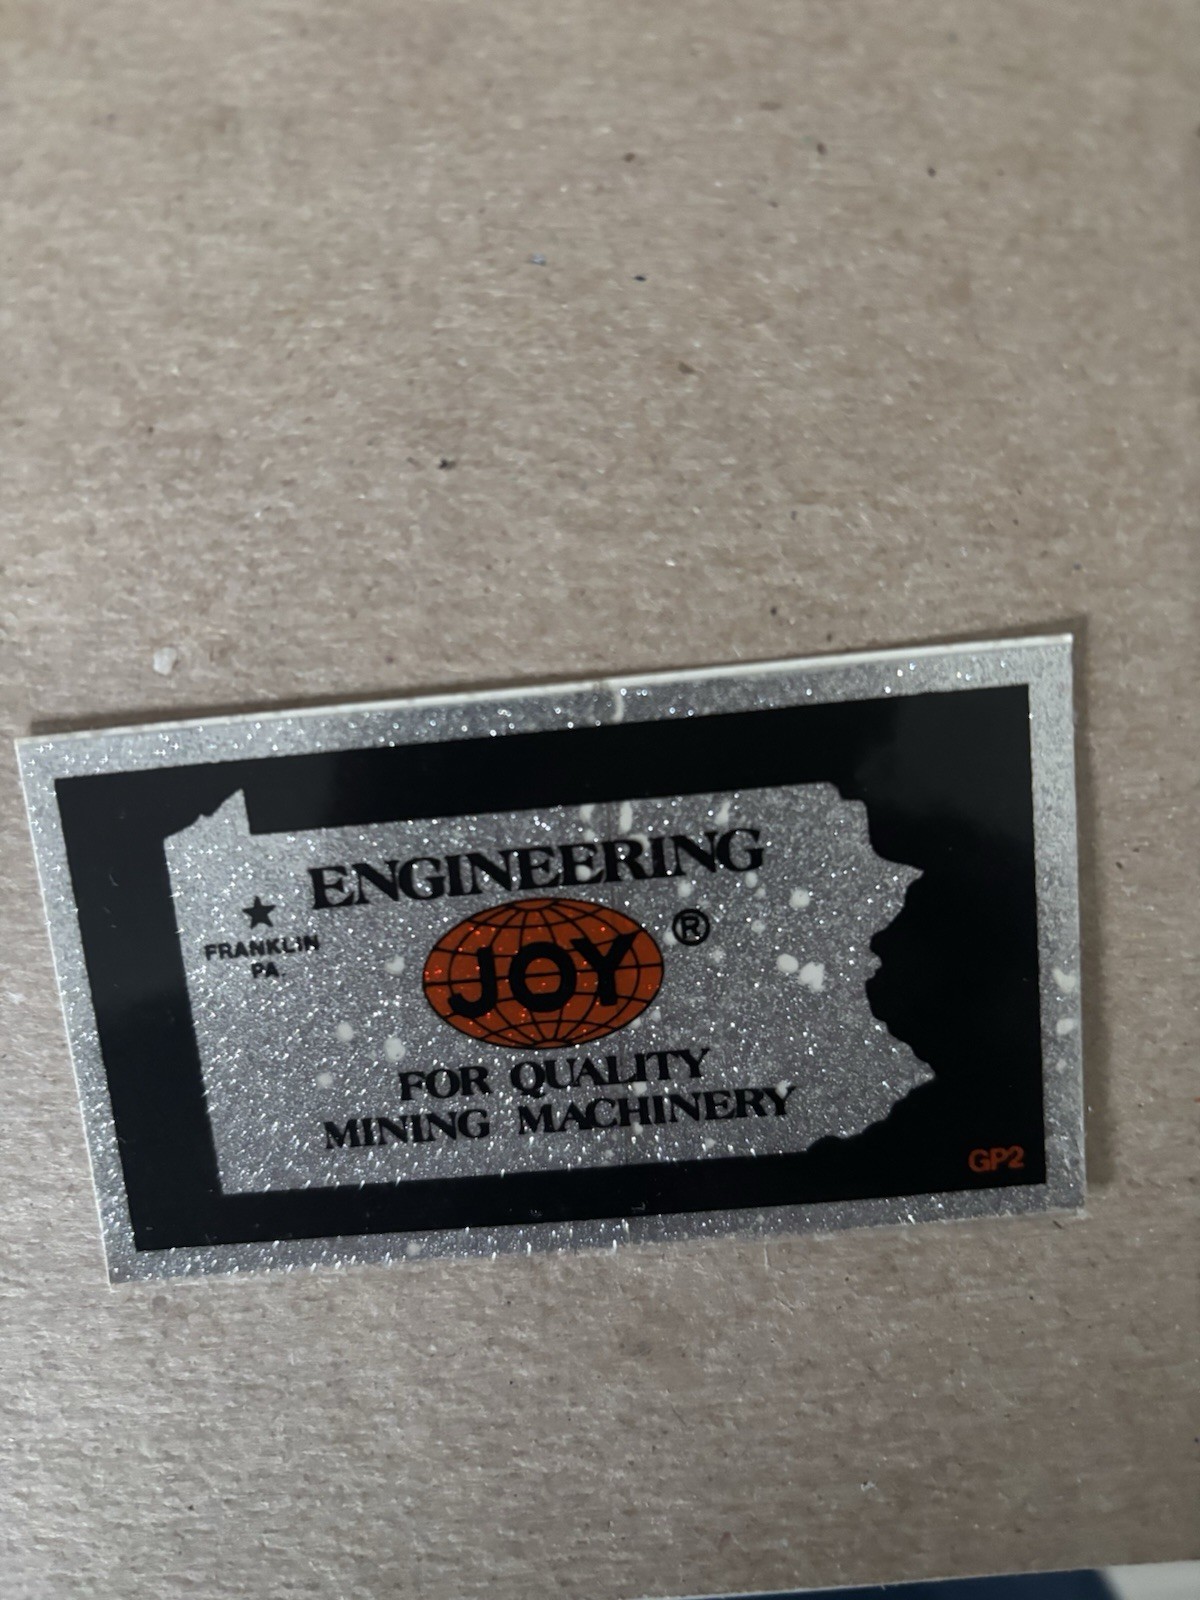 ENGINEERING
JOY ®
★
FRANKLIN
PA.
FOR QUALITY
MINING MACHINERY
GP2